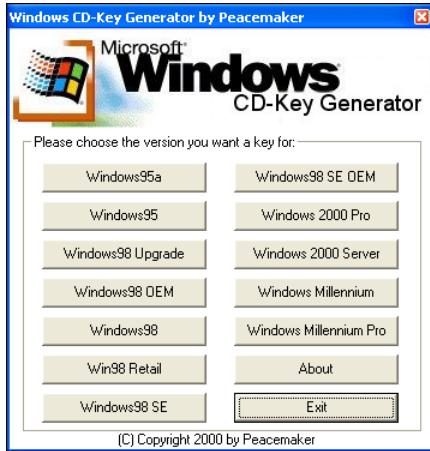 Windows CD-Key Generator by Peacemaker
Microsoft®
Windows
CD-Key Generator
Please choose the version you want a key for:
Windows95a
Windows98 SE OEM
Windows95
Windows 2000 Pro
Windows98 Upgrade
Windows 2000 Server
Windows98 OEM
Windows Millennium
Windows98
Windows Millennium Pro
Win98 Retail
About
Windows98 SE
Exit
(C) Copyright 2000 by Peacemaker